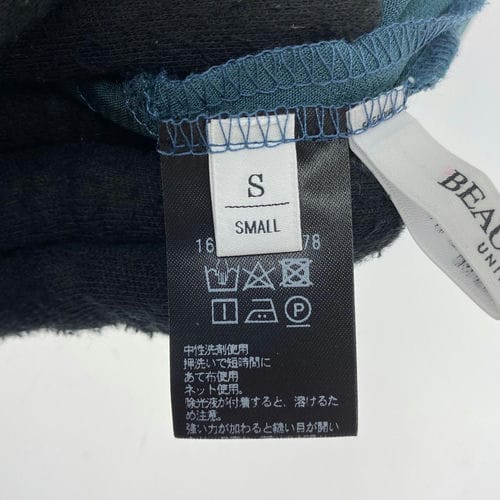 S
SMALL
16 78
P
中性洗剤使用
押洗いで短時間に
あて布使用
ネット使用。
除光液が付着すると、溶けるた
め注意。
強い力が加わると縫い目が開い
BEAU
UNI